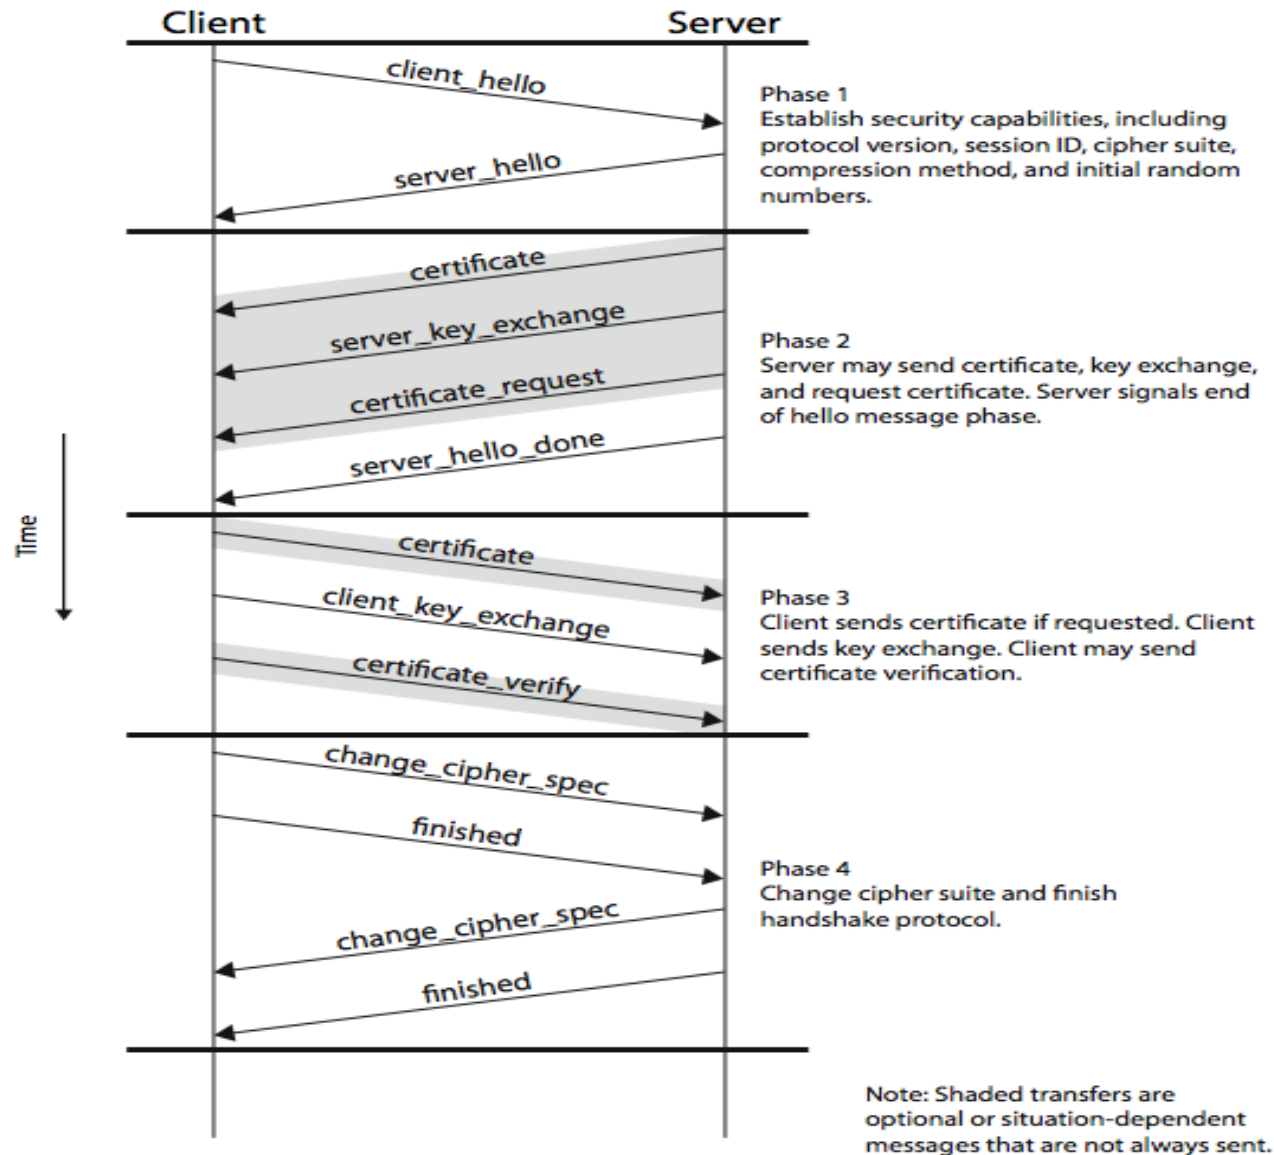 Client
Server
client_hello
server_hello
Phase 1
Establish security capabilities, including
protocol version, session ID, cipher suite,
compression method, and initial random
numbers.
certificate
server_key_exchange
certificate_request
server_hello_done
Phase 2
Server may send certificate, key exchange,
and request certificate. Server signals end
of hello message phase.
Time
certificate
client_key_exchange
certificate_verify
Phase 3
Client sends certificate if requested. Client
sends key exchange. Client may send
certificate verification.
change_cipher_spec
finished
change_cipher_spec
finished
Phase 4
Change cipher suite and finish
handshake protocol.
Note: Shaded transfers are
optional or situation-dependent
messages that are not always sent.